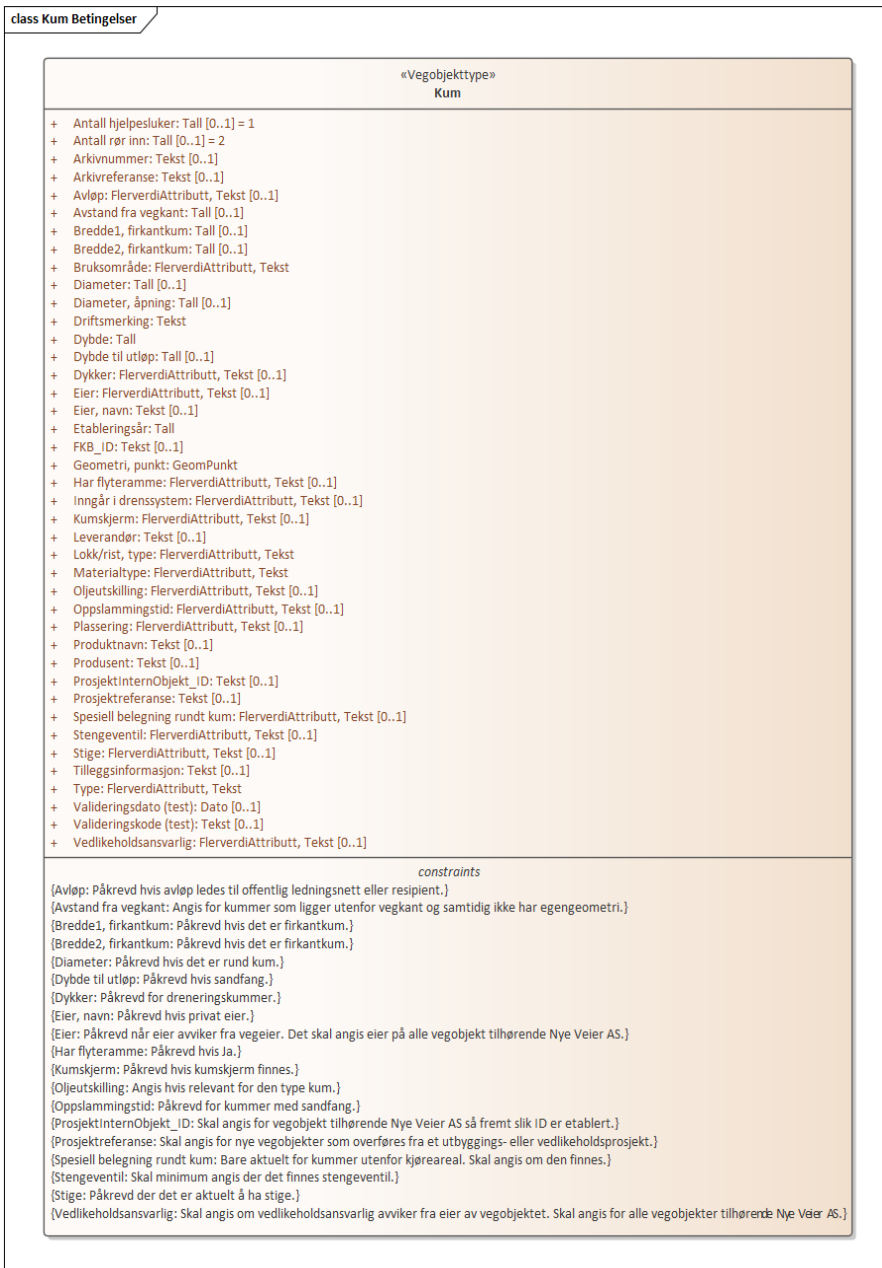 class Kum Betingelser
«Vegobjekttype»
Kum
+ Antall hjelpesluker: Tall [0..1] = 1
+ Antall rør inn: Tall [0..1] = 2
+ Arkivnummer: Tekst [0..1]
+ Arkivreferanse: Tekst [0..1]
+ Avløp: FlerverdiAttributt, Tekst [0..1]
+ Avstand fra vegkant: Tall [0..1]
+ Bredde1, firkantkum: Tall [0..1]
+ Bredde2, firkantkum: Tall [0..1]
+ Bruksområde: FlerverdiAttributt, Tekst
+ Diameter: Tall [0..1]
+ Diameter, åpning: Tall [0..1]
+ Driftsmerking: Tekst
+ Dybde: Tall
+ Dybde til utløp: Tall [0..1]
+ Dykker: FlerverdiAttributt, Tekst [0..1]
+ Eier: FlerverdiAttributt, Tekst [0..1]
+ Eier, navn: Tekst [0..1]
+ Etableringsår: Tall
+ FKB_ID: Tekst [0..1]
+ Geometri, punkt: GeomPunkt
+ Har flyteramme: FlerverdiAttributt, Tekst [0..1]
+ Inngår i drenssystem: FlerverdiAttributt, Tekst [0..1]
+ Kumskjerm: FlerverdiAttributt, Tekst [0..1]
+ Leverandør: Tekst [0..1]
+ Lokk/rist, type: FlerverdiAttributt, Tekst
+ Materialtype: FlerverdiAttributt, Tekst
+ Oljeutskilling: FlerverdiAttributt, Tekst [0..1]
+ Oppslammingstid: FlerverdiAttributt, Tekst [0..1]
+ Plassering: FlerverdiAttributt, Tekst [0..1]
+ Produktnavn: Tekst [0..1]
+ Produsent: Tekst [0..1]
+ ProsjektInternObjekt_ID: Tekst [0..1]
+ Prosjektreferanse: Tekst [0..1]
+ Spesiell belegning rundt kum: FlerverdiAttributt, Tekst [0..1]
+ Stengeventil: FlerverdiAttributt, Tekst [0..1]
+ Stige: FlerverdiAttributt, Tekst [0..1]
+ Tilleggsinformasjon: Tekst [0..1]
+ Type: FlerverdiAttributt, Tekst
+ Valideringsdato (test): Dato [0..1]
+ Valideringskode (test): Tekst [0..1]
+ Vedlikeholdsansvarlig: FlerverdiAttributt, Tekst [0..1]
constraints
{Avløp: Påkrevd hvis avløp ledes til offentlig ledningsnett eller resipient.}
{Avstand fra vegkant: Angis for kummer som ligger utenfor vegkant og samtidig ikke har egengeometri.}
{Bredde1, firkantkum: Påkrevd hvis det er firkantkum.}
{Bredde2, firkantkum: Påkrevd hvis det er firkantkum.}
{Diameter: Påkrevd hvis det er rund kum.}
{Dybde til utløp: Påkrevd hvis sandfang.}
{Dykker: Påkrevd for dreneringskummer.}
{Eier, navn: Påkrevd hvis privat eier.}
{Eier: Påkrevd når eier avviker fra vegeier. Det skal angis eier på alle vegobjekt tilhørende Nye Veier AS.}
{Har flyteramme: Påkrevd hvis Ja.}
{Kumskjerm: Påkrevd hvis kumskjerm finnes.}
{Oljeutskilling: Angis hvis relevant for den type kum.}
{Oppslammingstid: Påkrevd for kummer med sandfang.}
{ProsjektInternObjekt_ID: Skal angis for vegobjekt tilhørende Nye Veier AS så fremt slik ID er etablert.}
{Prosjektreferanse: Skal angis for nye vegobjekter som overføres fra et utbyggings- eller vedlikeholdsprosjekt.}
{Spesiell belegning rundt kum: Bare aktuelt for kummer utenfor kjøreareal. Skal angis om den finnes.}
{Stengeventil: Skal minimum angis der det finnes stengeventil.}
{Stige: Påkrevd der det er aktuelt å ha stige.}
{Vedlikeholdsansvarlig: Skal angis om vedlikeholdsansvarlig avviker fra eier av vegobjektet. Skal angis for alle vegobjekter tilhørende Nye Veier AS.}